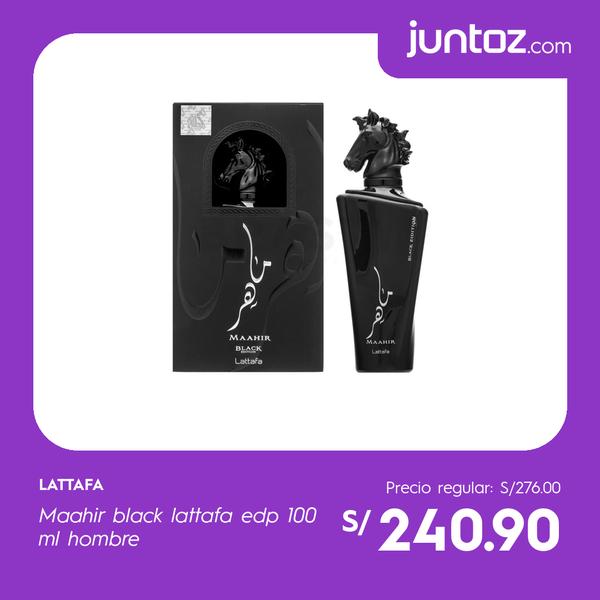 juntoz.com
BLACK EDITION
ماهر
MAAHIR
BLACK
EDITION
Lattafa
ماهر
MAAHIR
Lattafa
LATTAFA
Maahir black lattafa edp 100
ml hombre
Precio regular: S/276.00
S/240.90